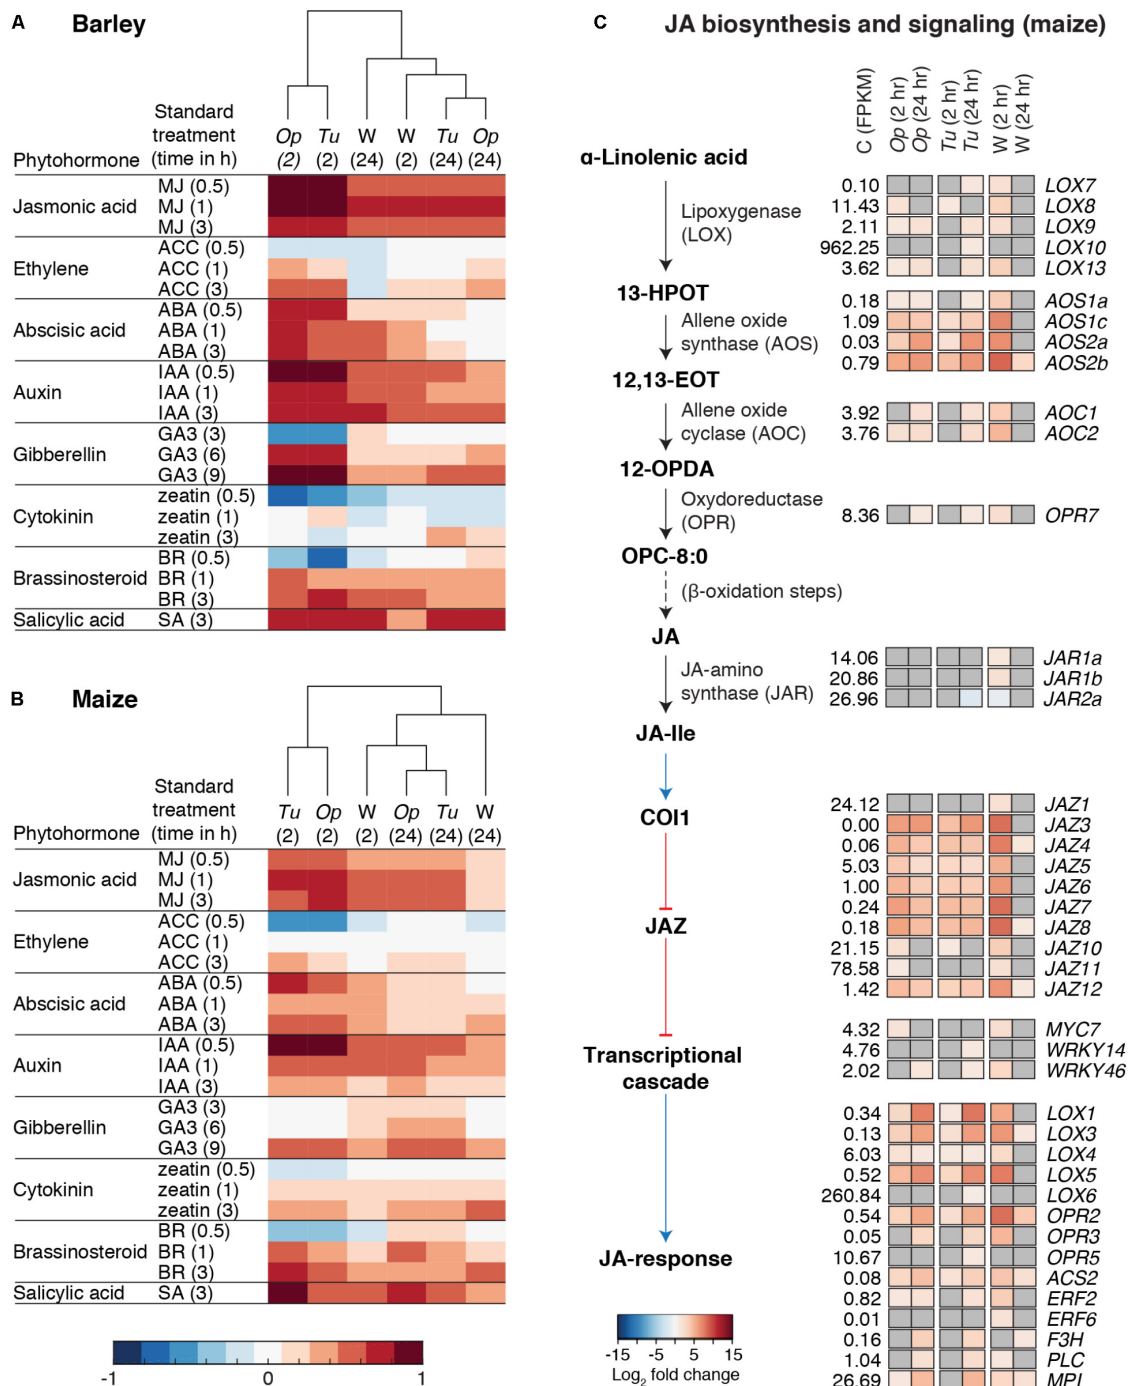 A Barley
Standard
treatment
(time in h)
Phytohormone
Op Tu W W Tu Op
(2) (2) (24) (2) (24) (24)
Jasmonic acid
MJ (0.5)
MJ (1)
MJ (3)
Ethylene
ACC (0.5)
ACC (1)
ACC (3)
Abscisic acid
ABA (0.5)
ABA (1)
ABA (3)
Auxin
IAA (0.5)
IAA (1)
IAA (3)
Gibberellin
GA3 (3)
GA3 (6)
GA3 (9)
Cytokinin
zeatin (0.5)
zeatin (1)
zeatin (3)
Brassinosteroid
BR (0.5)
BR (1)
BR (3)
Salicylic acid SA (3)
B Maize
Standard
treatment
(time in h)
Phytohormone
Tu Op W Op Tu W
(2) (2) (2) (24) (24) (24)
Jasmonic acid
MJ (0.5)
MJ (1)
MJ (3)
Ethylene
ACC (0.5)
ACC (1)
ACC (3)
Abscisic acid
ABA (0.5)
ABA (1)
ABA (3)
Auxin
IAA (0.5)
IAA (1)
IAA (3)
Gibberellin
GA3 (3)
GA3 (6)
GA3 (9)
Cytokinin
zeatin (0.5)
zeatin (1)
zeatin (3)
Brassinosteroid
BR (0.5)
BR (1)
BR (3)
Salicylic acid SA (3)
-1 0 1
C JA biosynthesis and signaling (maize)
C (FPKM)
Op (2 hr)
Op (24 hr)
Tu (2 hr)
Tu (24 hr)
W (2 hr)
W (24 hr)
α-Linolenic acid
Lipoxygenase
(LOX)
13-HPOT
Allene oxide
synthase (AOS)
12,13-EOT
Allene oxide
cyclase (AOC)
12-OPDA
Oxydoreductase
(OPR)
OPC-8:0
(β-oxidation steps)
JA
JA-amino
synthase (JAR)
JA-Ile
COI1
JAZ
Transcriptional
cascade
JA-response
0.10 LOX7
11.43 LOX8
2.11 LOX9
962.25 LOX10
3.62 LOX13
0.18 AOS1a
1.09 AOS1c
0.03 AOS2a
0.79 AOS2b
3.92 AOC1
3.76 AOC2
8.36 OPR7
14.06 JAR1a
20.86 JAR1b
26.96 JAR2a
24.12 JAZ1
0.00 JAZ3
0.06 JAZ4
5.03 JAZ5
1.00 JAZ6
0.24 JAZ7
0.18 JAZ8
21.15 JAZ10
78.58 JAZ11
1.42 JAZ12
4.32 MYC7
4.76 WRKY14
2.02 WRKY46
0.34 LOX1
0.13 LOX3
6.03 LOX4
0.52 LOX5
260.84 LOX6
0.54 OPR2
0.05 OPR3
10.67 OPR5
0.08 ACS2
0.82 ERF2
0.01 ERF6
0.16 F3H
1.04 PLC
26.69 MPI
-15 -5 5 15
Log2 fold change